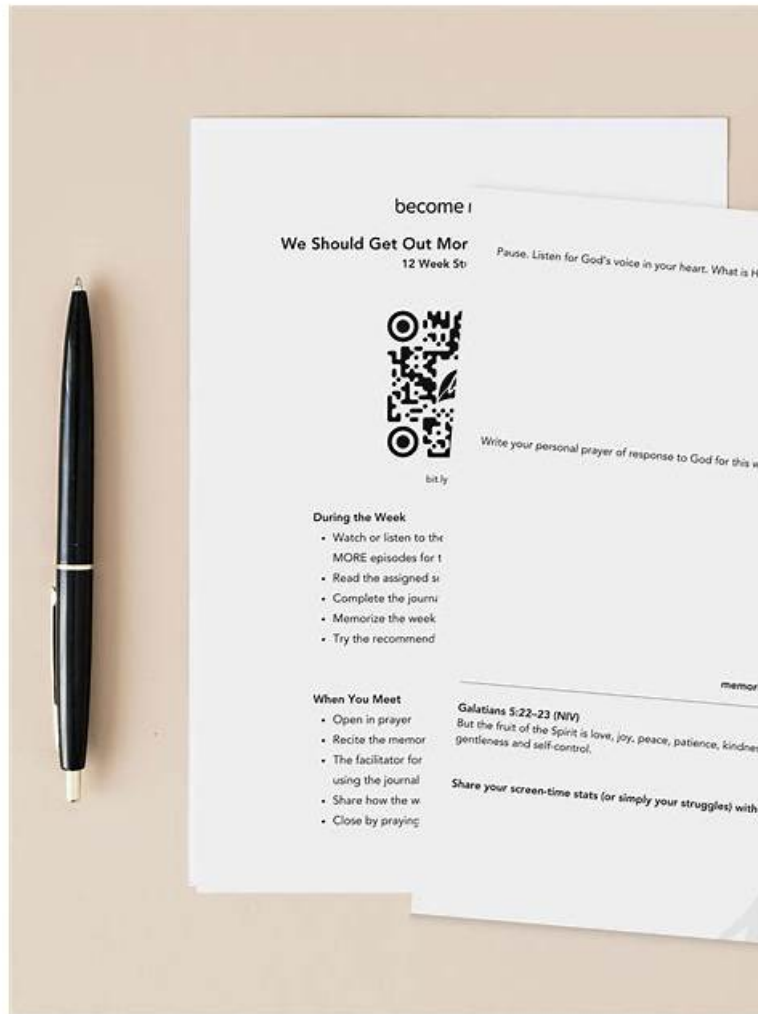 become
We Should Get Out Mor
12 Week
bit.ly
During the Week
• Watch or listen to the
MORE episodes for
• Read the assigned
• Complete the journa
• Memorize the week
• Try the recommend
When You Meet
• Open in prayer
• Recite the memor
• The facilitator for
using the journal
• Share how the w
• Close by praying
Pause. Listen for God's voice in your heart. What is H
Write your personal prayer of response to God for this w
memor
Galatians 5:22–23 (NIV)
But the fruit of the Spirit is love, joy, peace, patience, kindnes
gentleness and self-control.
Share your screen-time stats (or simply your struggles) with